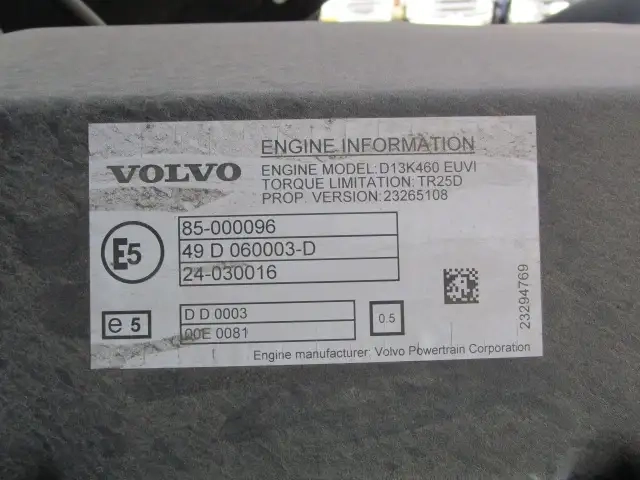 ENGINE INFORMATION
VOLVO
ENGINE MODEL: D13K460 EUVI
TORQUE LIMITATION: TR25D
PROP. VERSION: 23265108
E5
85-000096
49 D 060003-D
24-030016
e 5
D D 0003
00E 0081
0.5
23294769
Engine manufacturer: Volvo Powertrain Corporation